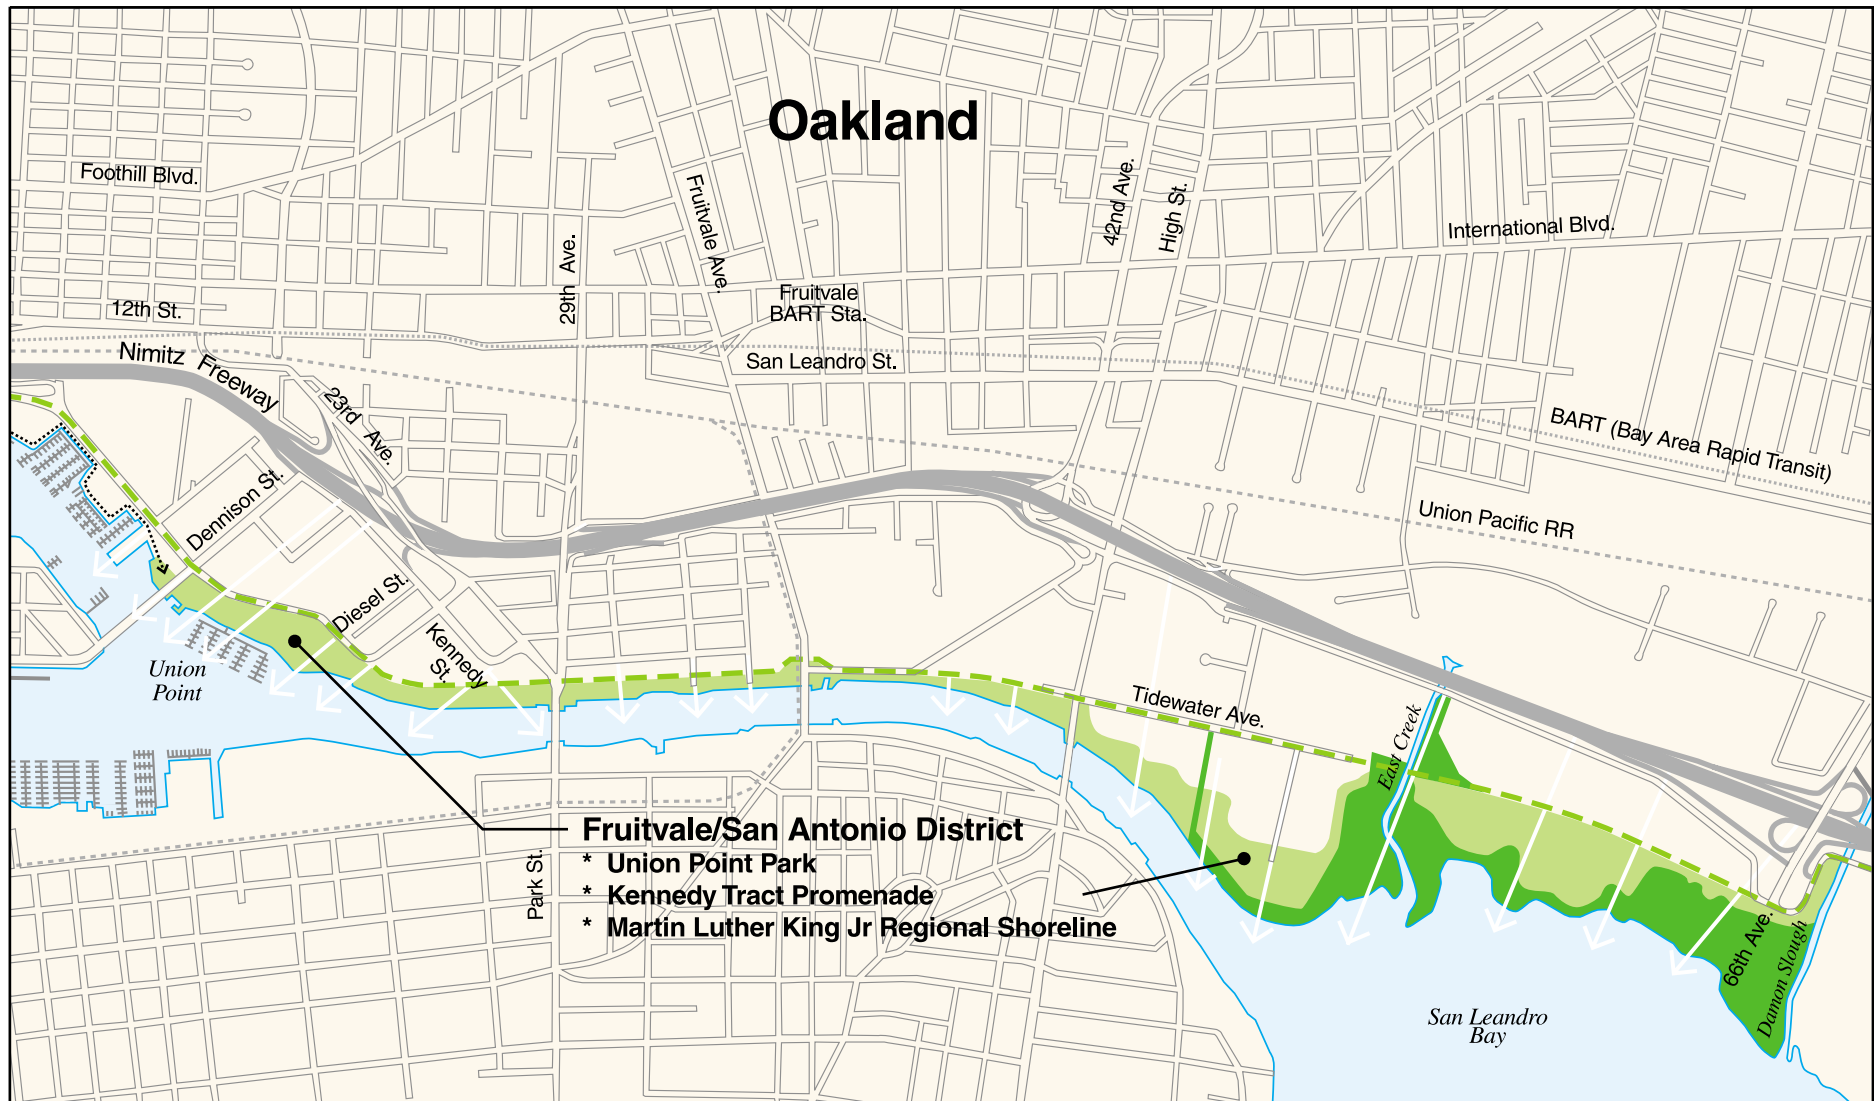 Oakland
Foothill Blvd.
Fruitvale Ave.
42nd Ave.
High St.
International Blvd.
29th Ave.
12th St.
Fruitvale
BART Sta.
San Leandro St.
Nimitz Freeway
23rd Ave.
BART (Bay Area Rapid Transit)
Union Pacific RR
Dennison St.
Diesel St.
Kennedy
St.
Union
Point
Tidewater Ave.
East Creek
Fruitvale/San Antonio District
* Union Point Park
* Kennedy Tract Promenade
* Martin Luther King Jr Regional Shoreline
Park St.
66th Ave.
Damon Slough
San Leandro
Bay